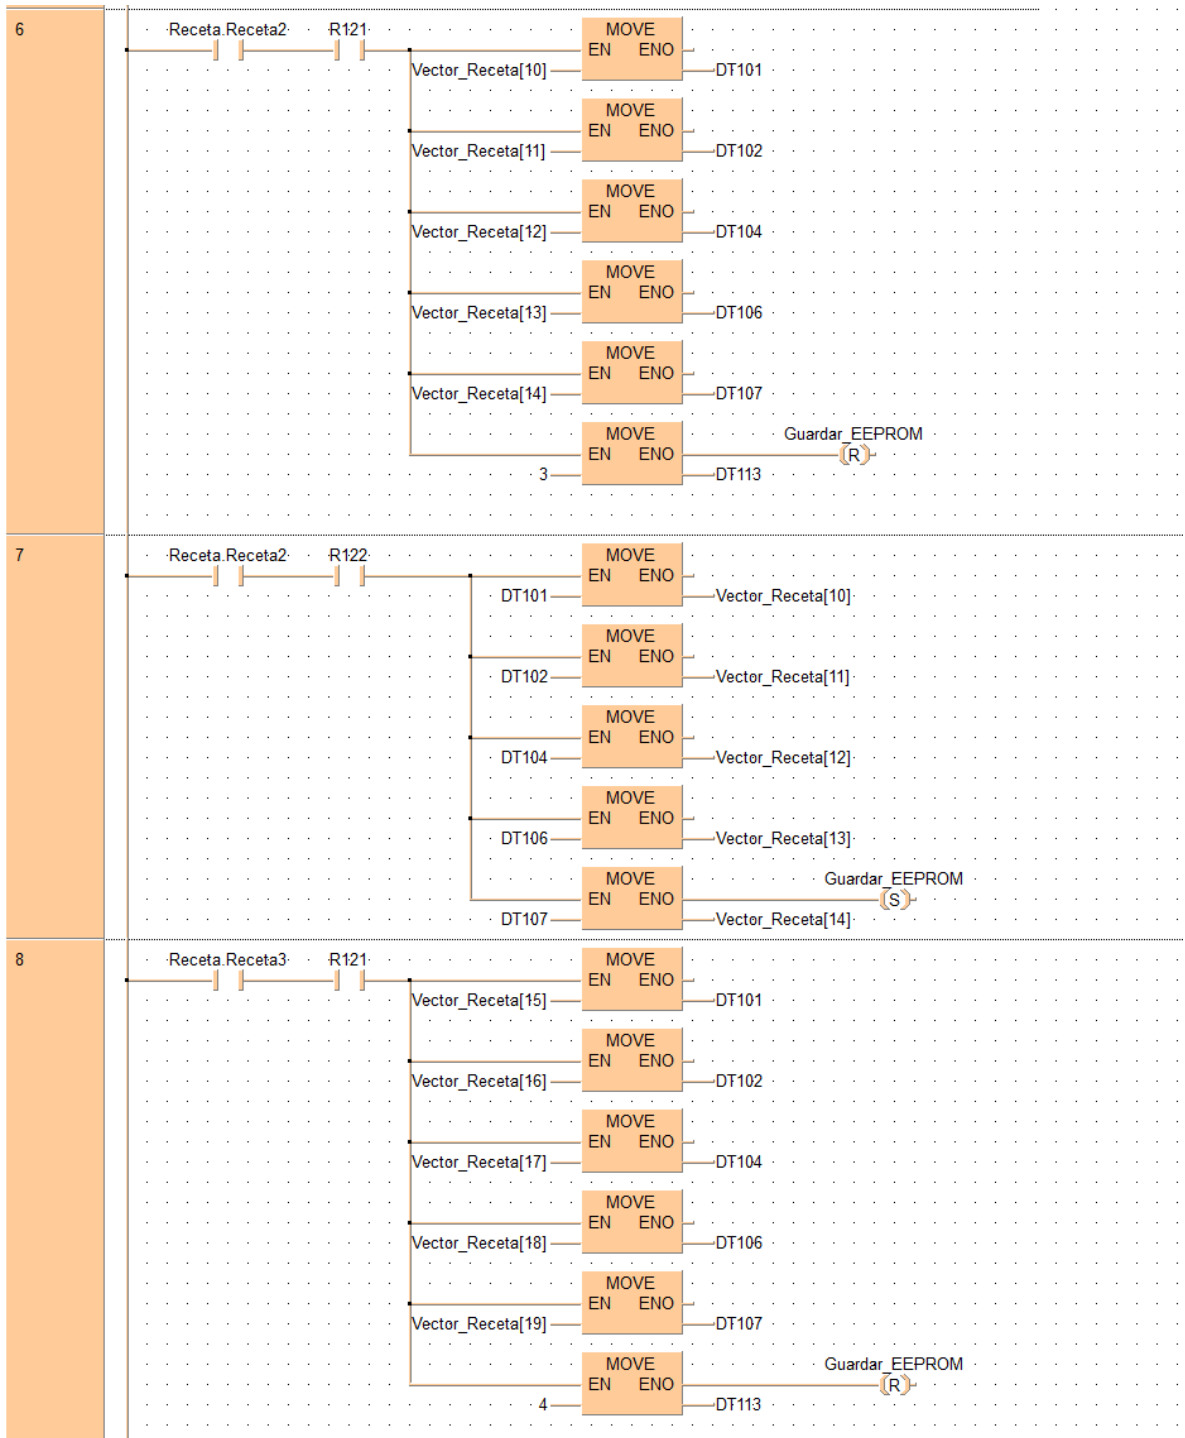 6
Receta.Receta2 R121 MOVE
EN ENO
Vector_Receta[10] DT101
MOVE
EN ENO
Vector_Receta[11] DT102
MOVE
EN ENO
Vector_Receta[12] DT104
MOVE
EN ENO
Vector_Receta[13] DT106
MOVE
EN ENO
Vector_Receta[14] DT107
MOVE Guardar_EEPROM
EN ENO (R)
3 DT113
7
Receta.Receta2 R122 MOVE
EN ENO
DT101 Vector_Receta[10]
MOVE
EN ENO
DT102 Vector_Receta[11]
MOVE
EN ENO
DT104 Vector_Receta[12]
MOVE
EN ENO
DT106 Vector_Receta[13]
MOVE Guardar_EEPROM
EN ENO (S)
DT107 Vector_Receta[14]
8
Receta.Receta3 R121 MOVE
EN ENO
Vector_Receta[15] DT101
MOVE
EN ENO
Vector_Receta[16] DT102
MOVE
EN ENO
Vector_Receta[17] DT104
MOVE
EN ENO
Vector_Receta[18] DT106
MOVE
EN ENO
Vector_Receta[19] DT107
MOVE Guardar_EEPROM
EN ENO (R)
4 DT113